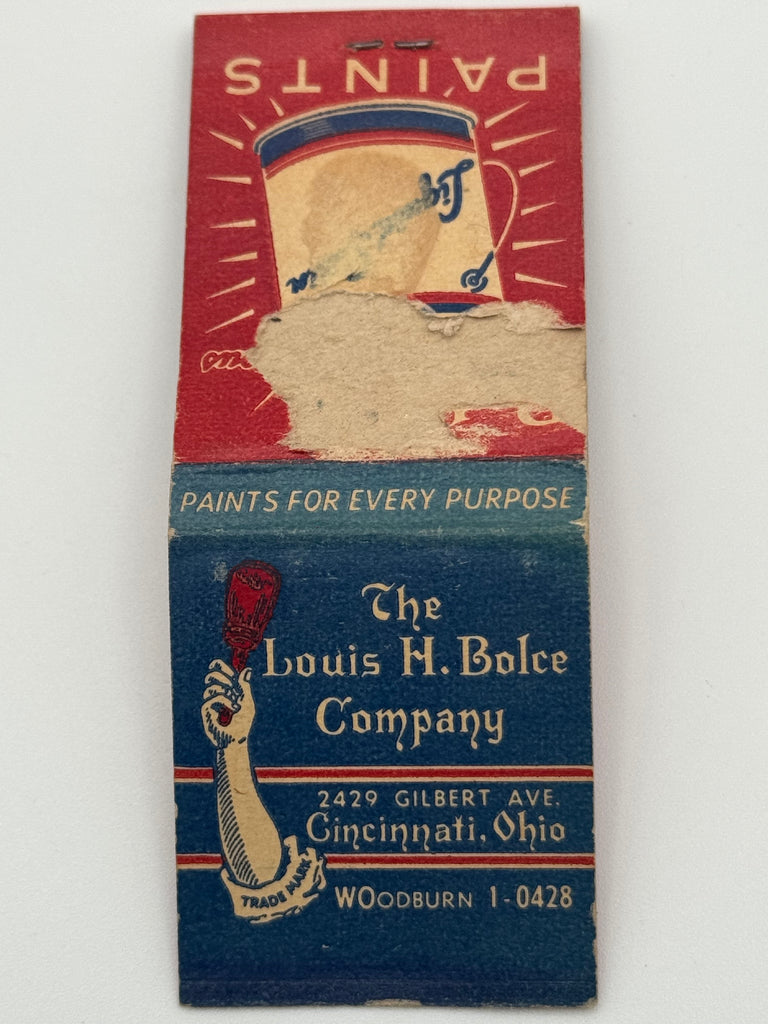 PAINTS
PAINTS FOR EVERY PURPOSE
The
Louis H. Bolce
Company
2429 GILBERT AVE.
Cincinnati, Ohio
TRADE MARK
WOODBURN 1-0428